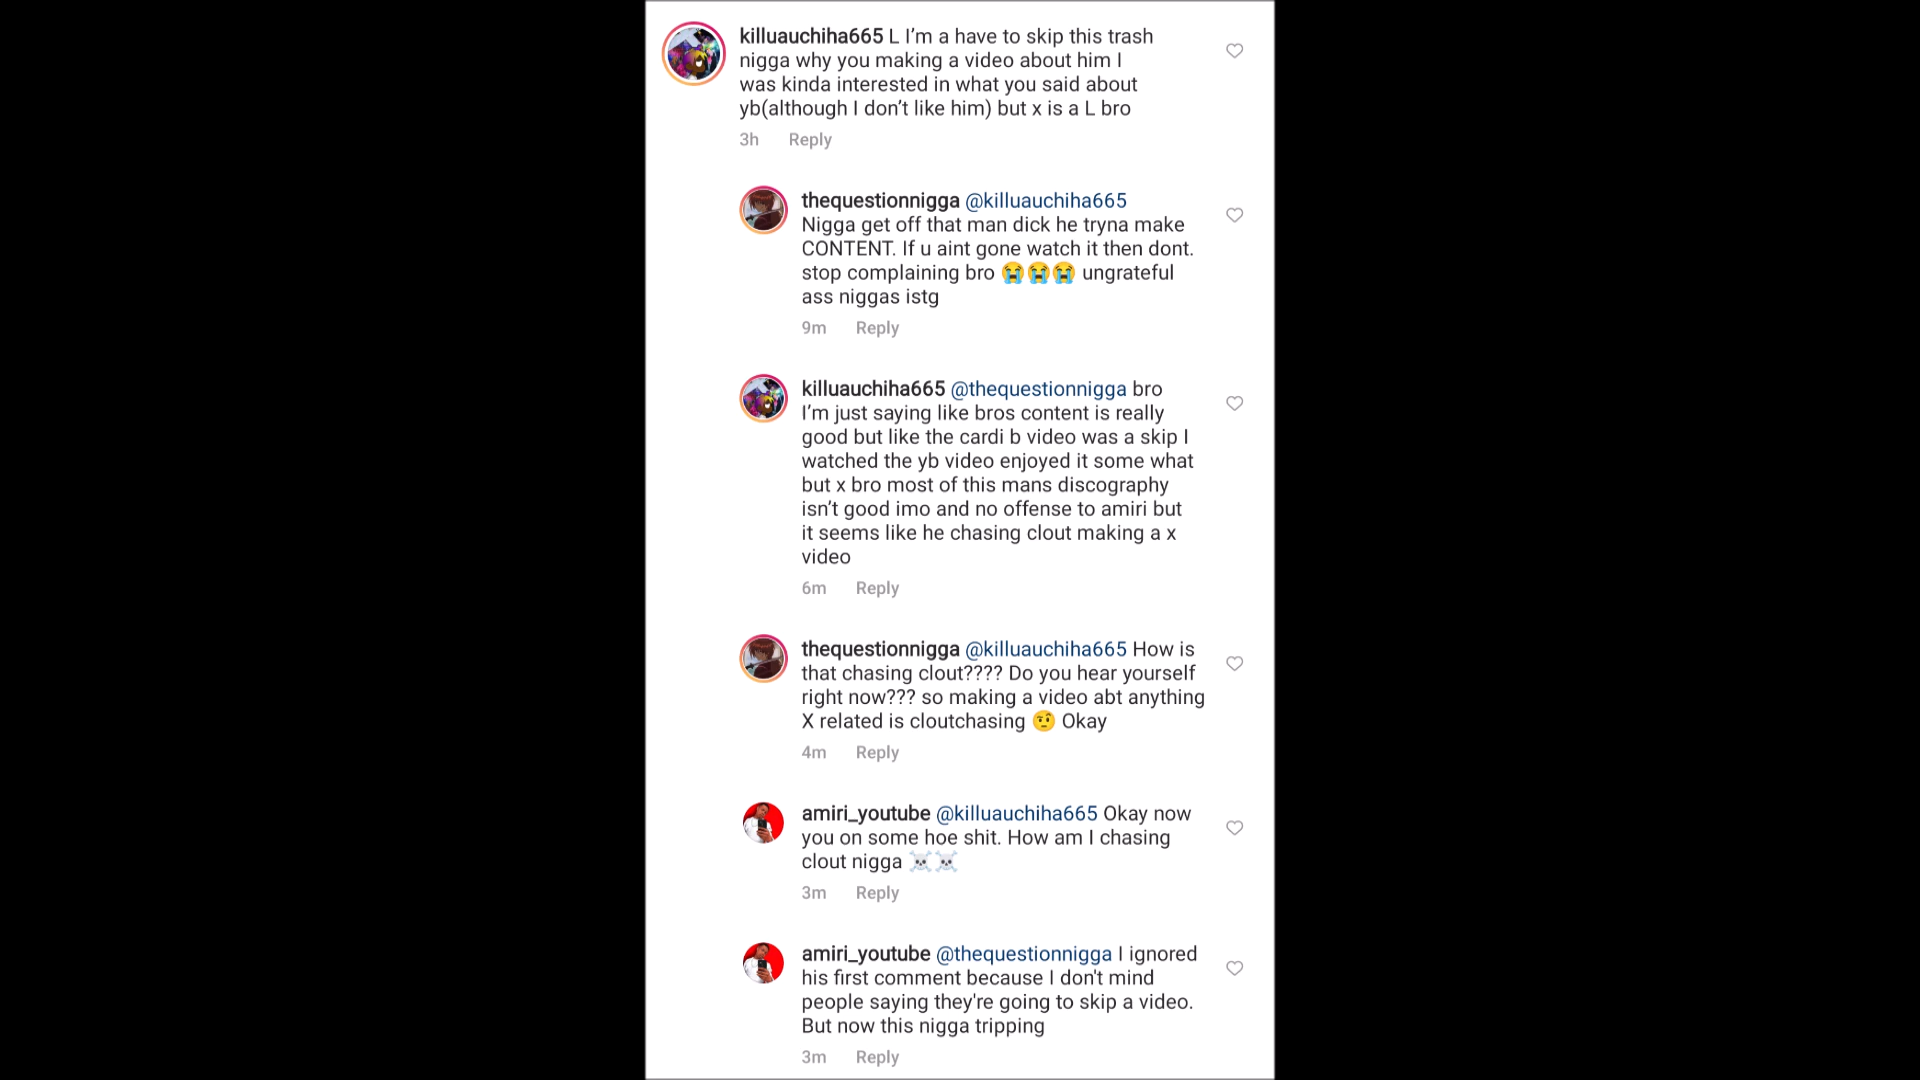 killuauchiha665 L I’m a have to skip this trash
nigga why you making a video about him I
was kinda interested in what you said about
yb(although I don’t like him) but x is a L bro
3h Reply
thequestionnigga @killuauchiha665
Nigga get off that man dick he tryna make
CONTENT. If u aint gone watch it then dont.
stop complaining bro 😭😭😭 ungrateful
ass niggas istg
9m Reply
killuauchiha665 @thequestionnigga bro
I’m just saying like bros content is really
good but like the cardi b video was a skip I
watched the yb video enjoyed it some what
but x bro most of this mans discography
isn’t good imo and no offense to amiri but
it seems like he chasing clout making a x
video
6m Reply
thequestionnigga @killuauchiha665 How is
that chasing clout???? Do you hear yourself
right now??? so making a video abt anything
X related is cloutchasing 🤨 Okay
4m Reply
amiri_youtube @killuauchiha665 Okay now
you on some hoe shit. How am I chasing
clout nigga ☠️☠️
3m Reply
amiri_youtube @thequestionnigga I ignored
his first comment because I don't mind
people saying they're going to skip a video.
But now this nigga tripping
3m Reply